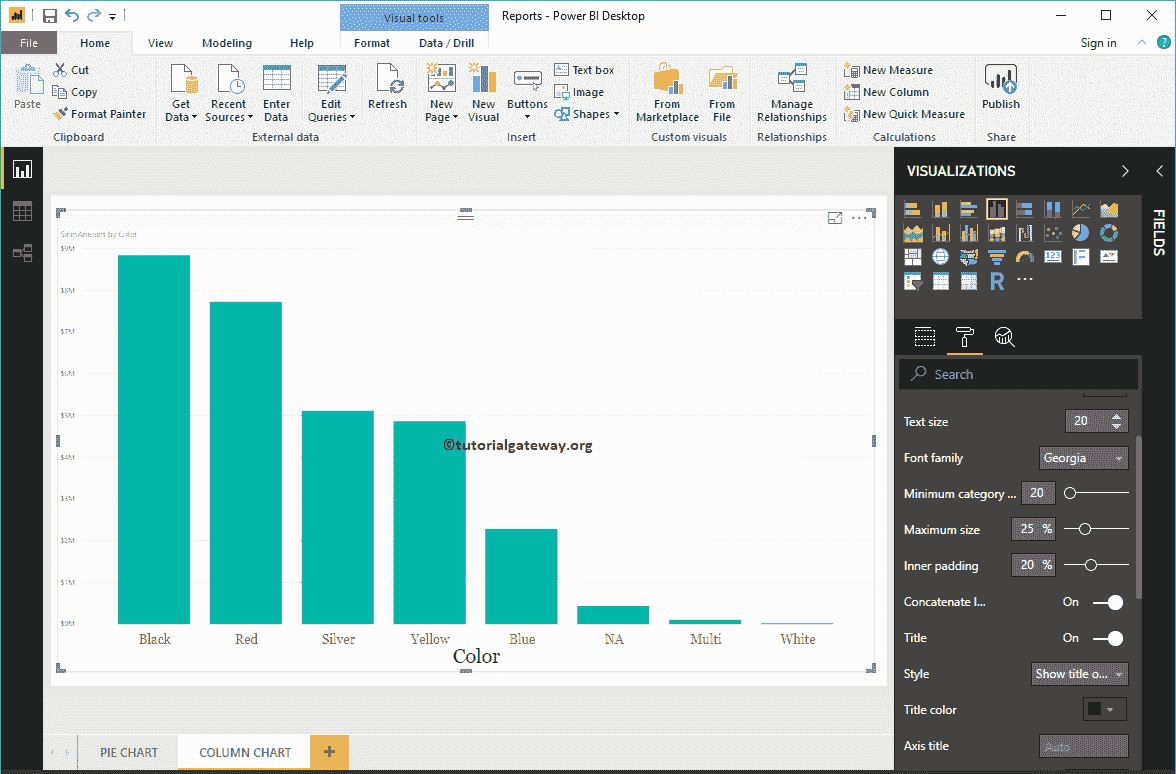 Visual tools
Reports - Power BI Desktop
File
Home
View
Modeling
Help
Format
Data / Drill
Sign in
?
Paste
Cut
Copy
Format Painter
Clipboard
Get Data
Recent Sources
Enter Data
Edit Queries
External data
Refresh
New Page
New Visual
Buttons
Text box
Image
Shapes
Insert
From Marketplace
From File
Custom visuals
Manage Relationships
Relationships
New Measure
New Column
New Quick Measure
Calculations
Publish
Share
SalesAmount by Color
$9M
$8M
$7M
$6M
$5M
$4M
$3M
$2M
$1M
$0M
©tutorialgateway.org
Black
Red
Silver
Yellow
Blue
NA
Multi
White
Color
PIE CHART
COLUMN CHART
+
VISUALIZATIONS
FIELDS
123
R
...
Search
Text size
20
Font family
Georgia
Minimum category ...
20
Maximum size
25 %
Inner padding
20 %
Concatenate l...
On
Title
On
Style
Show title o...
Title color
Axis title
Auto